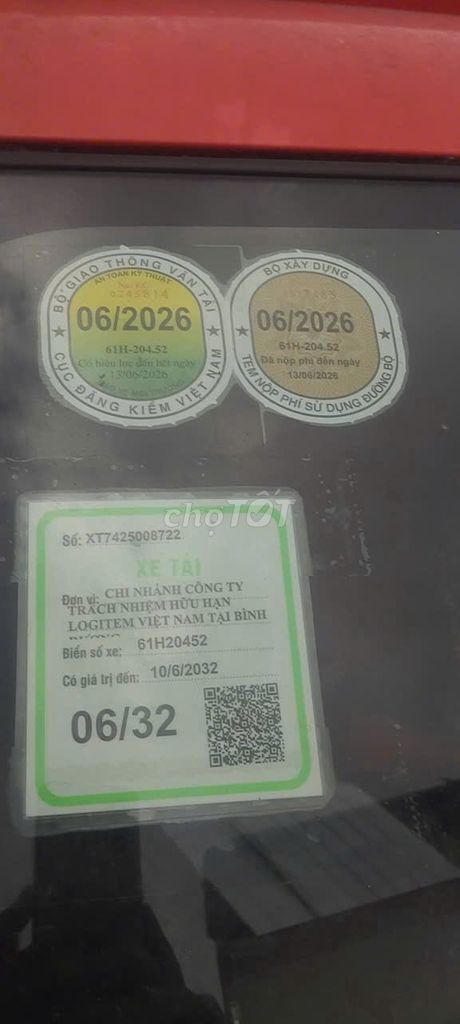 BỘ GIAO THÔNG VẬN TẢI
AN TOÀN KỸ THUẬT
0245814
06/2026
61H-204.52
Có hiệu lực đến hết ngày
13/06/2026
CỤC ĐĂNG KIỂM VIỆT NAM
BỘ XÂY DỰNG
06/2026
61H-204.52
Đã nộp phí đến ngày
13/06/2026
TEM NỘP PHÍ SỬ DỤNG ĐƯỜNG BỘ
chợTỐT
Số: XT7425008722
XE TẢI
Đơn vị: CHI NHÁNH CÔNG TY
TRÁCH NHIỆM HỮU HẠN
LOGITEM VIỆT NAM TẠI BÌNH
Biển số xe: 61H20452
Có giá trị đến: 10/6/2032
06/32